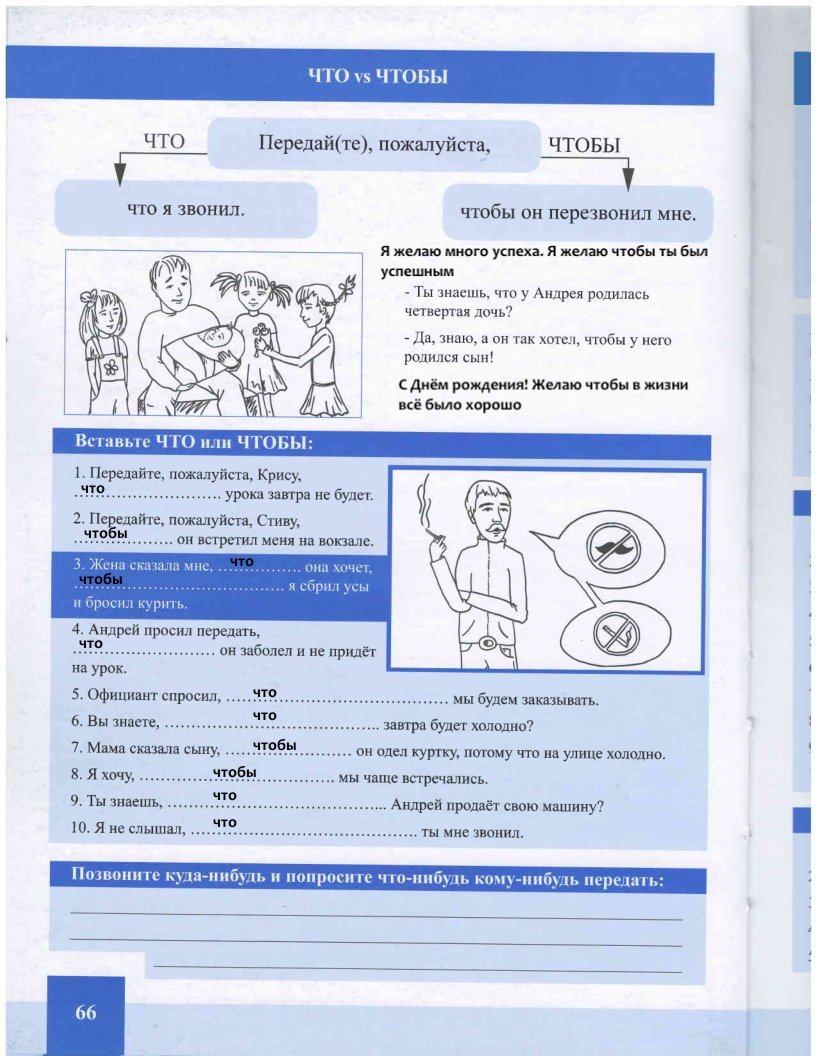 ЧТО vs ЧТОБЫ
ЧТО
Передай(те), пожалуйста,
ЧТОБЫ
что я звонил.
чтобы он перезвонил мне.
Я желаю много успеха. Я желаю чтобы ты был
успешным
- Ты знаешь, что у Андрея родилась
четвертая дочь?
- Да, знаю, а он так хотел, чтобы у него
родился сын!
С Днём рождения! Желаю чтобы в жизни
всё было хорошо
Вставьте ЧТО или ЧТОБЫ:
1. Передайте, пожалуйста, Крису,
что урока завтра не будет.
2. Передайте, пожалуйста, Стиву,
чтобы он встретил меня на вокзале.
3. Жена сказала мне, что она хочет,
чтобы я сбрил усы
и бросил курить.
4. Андрей просил передать,
что он заболел и не придёт
на урок.
5. Официант спросил, что мы будем заказывать.
6. Вы знаете, что завтра будет холодно?
7. Мама сказала сыну, чтобы он одел куртку, потому что на улице холодно.
8. Я хочу, чтобы мы чаще встречались.
9. Ты знаешь, что Андрей продаёт свою машину?
10. Я не слышал, что ты мне звонил.
Позвоните куда-нибудь и попросите что-нибудь кому-нибудь передать:
66